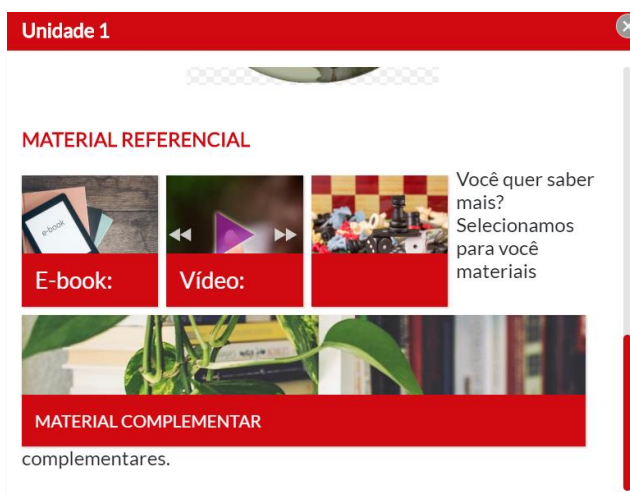 Unidade 1
MATERIAL REFERENCIAL
e-book
E-book:
Vídeo:
Você quer saber
mais?
Selecionamos
para você
materiais
MATERIAL COMPLEMENTAR
complementares.